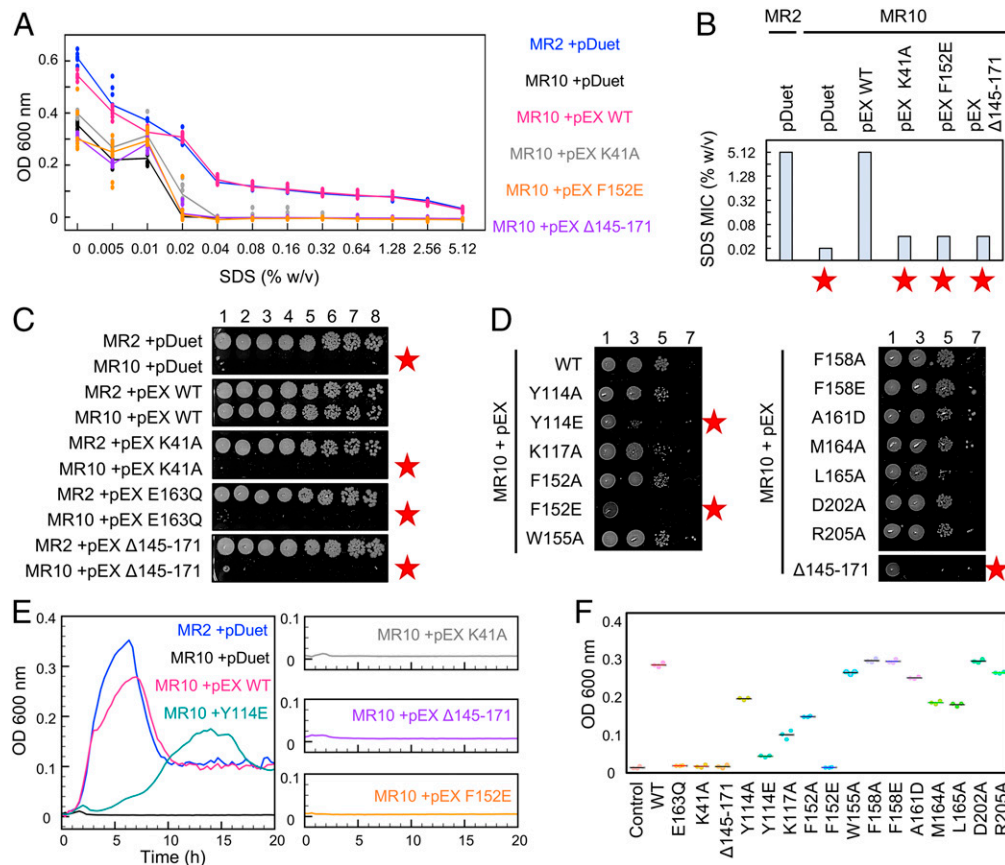 A
OD 600 nm
0.6
0.4
0.2
0
0 0.005 0.01 0.02 0.04 0.08 0.16 0.32 0.64 1.28 2.56 5.12
SDS (% w/v)
MR2 +pDuet
MR10 +pDuet
MR10 +pEX WT
MR10 +pEX K41A
MR10 +pEX F152E
MR10 +pEX Δ145-171
B
MR2 MR10
pDuet
pDuet
pEX WT
pEX K41A
pEX F152E
pEX Δ145-171
SDS MIC (% w/v)
5.12
1.28
0.32
0.08
0.02
C
1 2 3 4 5 6 7 8
MR2 +pDuet
MR10 +pDuet
MR2 +pEX WT
MR10 +pEX WT
MR2 +pEX K41A
MR10 +pEX K41A
MR2 +pEX E163Q
MR10 +pEX E163Q
MR2 +pEX Δ145-171
MR10 +pEX Δ145-171
D
MR10 + pEX
1 3 5 7
WT
Y114A
Y114E
K117A
F152A
F152E
W155A
MR10 + pEX
1 3 5 7
F158A
F158E
A161D
M164A
L165A
D202A
R205A
Δ145-171
E
OD 600 nm
0.4
0.3
0.2
0.1
0
0 5 10 15 20
Time (h)
MR2 +pDuet
MR10 +pDuet
MR10 +pEX WT
MR10 +Y114E
0.1
MR10 +pEX K41A
0
0 5 10 15 20
0.1
MR10 +pEX Δ145-171
0
0 5 10 15 20
0.1
MR10 +pEX F152E
0
0 5 10 15 20
F
OD 600 nm
0.4
0.3
0.2
0.1
0
Control
WT
E163Q
K41A
Δ145-171
Y114A
Y114E
K117A
F152A
F152E
W155A
F158A
F158E
A161D
M164A
L165A
D202A
R205A